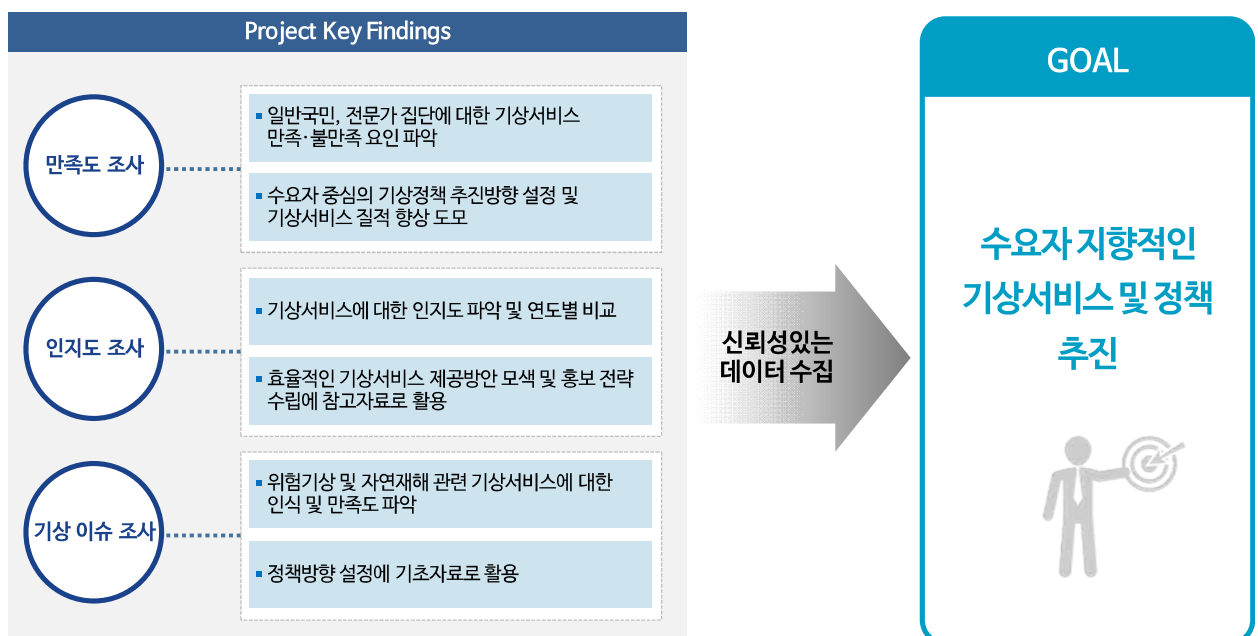 Project Key Findings
만족도 조사
▪ 일반국민, 전문가 집단에 대한 기상서비스
만족·불만족 요인 파악
▪ 수요자 중심의 기상정책 추진방향 설정 및
기상서비스 질적 향상 도모
인지도 조사
▪ 기상서비스에 대한 인지도 파악 및 연도별 비교
▪ 효율적인 기상서비스 제공방안 모색 및 홍보 전략
수립에 참고자료로 활용
기상 이슈 조사
▪ 위험기상 및 자연재해 관련 기상서비스에 대한
인식 및 만족도 파악
▪ 정책방향 설정에 기초자료로 활용
신뢰성있는
데이터 수집
GOAL
수요자 지향적인
기상서비스 및 정책
추진